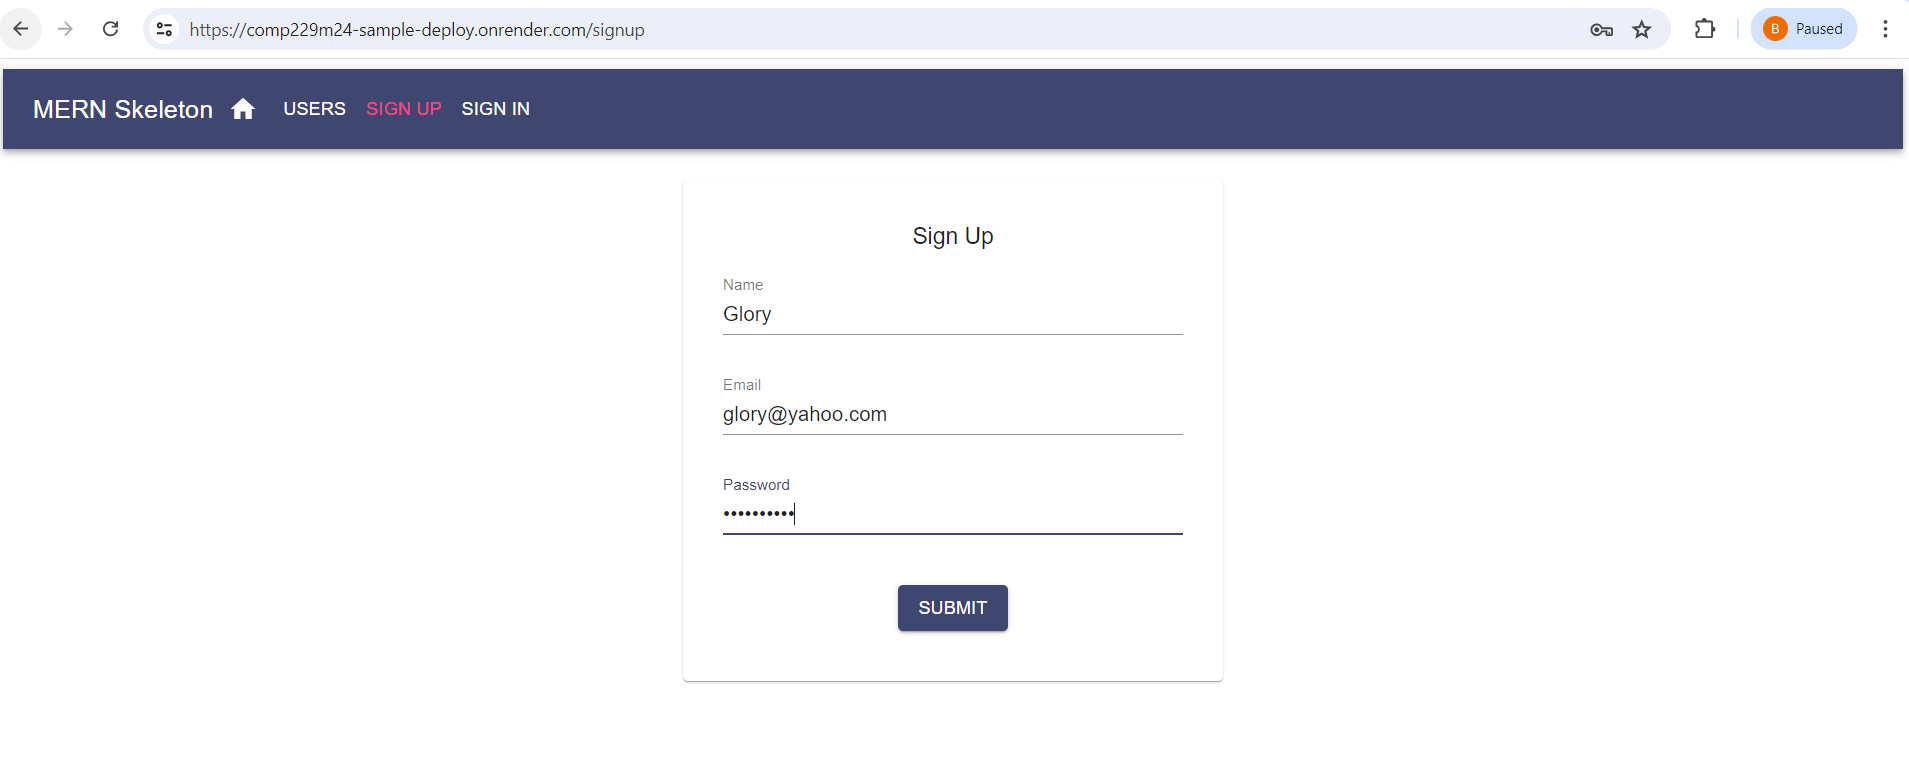 https://comp229m24-sample-deploy.onrender.com/signup
B Paused
MERN Skeleton USERS SIGN UP SIGN IN
Sign Up
Name
Glory
Email
glory@yahoo.com
Password
••••••••••
SUBMIT